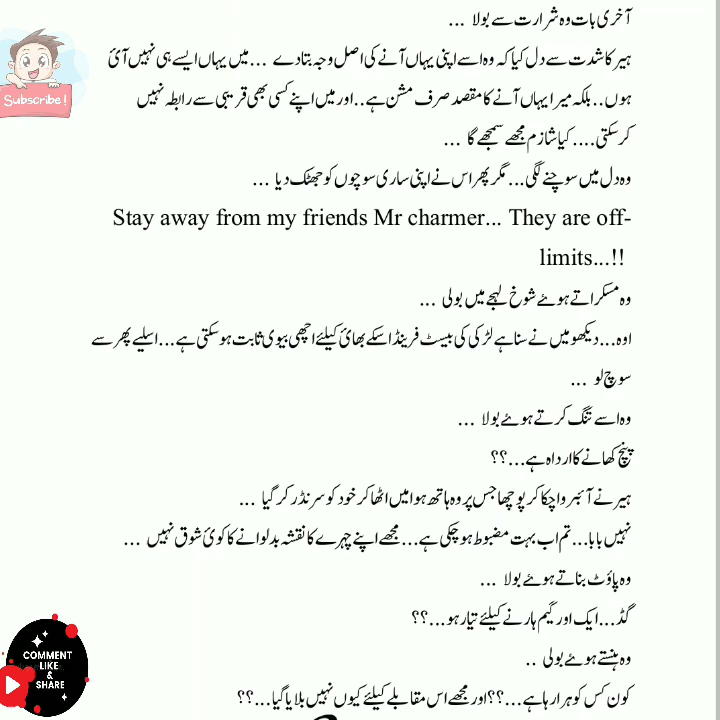 آخری بات وہ شرارت سے بولا ...
ہیر کا شدت سے دل کیا کہ وہ اسے اپنی یہاں آنے کی اصل وجہ بتا دے ... میں یہاں ایسے ہی نہیں آئ
ہوں .. بلکہ میرا یہاں آنے کا مقصد صرف مشن ہے .. اور میں اپنے کسی بھی قریبی سے رابطہ نہیں
کر سکتی .... کیا شازم مجھے سمجھے گا ...
وہ دل میں سوچنے لگی ... مگر پھر اس نے اپنی ساری سوچوں کو جھٹک دیا ...
Stay away from my friends Mr charmer... They are off-
limits...!!
وہ مسکراتے ہوئے شوخ لہجے میں بولی ...
اوہ ... دیکھو میں نے سنا ہے لڑکی کی بیسٹ فرینڈ اسکے بھائ کیلئے اچھی بیوی ثابت ہو سکتی ہے ... اسلیے پھر سے
سوچ لو ...
وہ اسے تنگ کرتے ہوئے بولا ...
پنچ کھانے کا ارداہ ہے ...؟؟
ہیر نے آئبرو اچکا کر پوچھا جس پر وہ ہاتھ ہوا میں اٹھا کر خود کو سرنڈر کر گیا ...
نہیں بابا ... تم اب بہت مضبوط ہو چکی ہے ... مجھے اپنے چہرے کا نقشہ بدلوانے کا کوئ شوق نہیں ...
وہ پاؤٹ بناتے ہوئے بولا ...
گڈ ... ایک اور گیم ہارنے کیلئے تیار ہو ...؟؟
وہ ہنستے ہوئے بولی ..
کون کس کو ہرا رہا ہے ...؟؟ اور مجھے اس مقابلے کیلئے کیوں نہیں بلایا گیا ...؟؟
Subscribe!
COMMENT
LIKE
&
SHARE